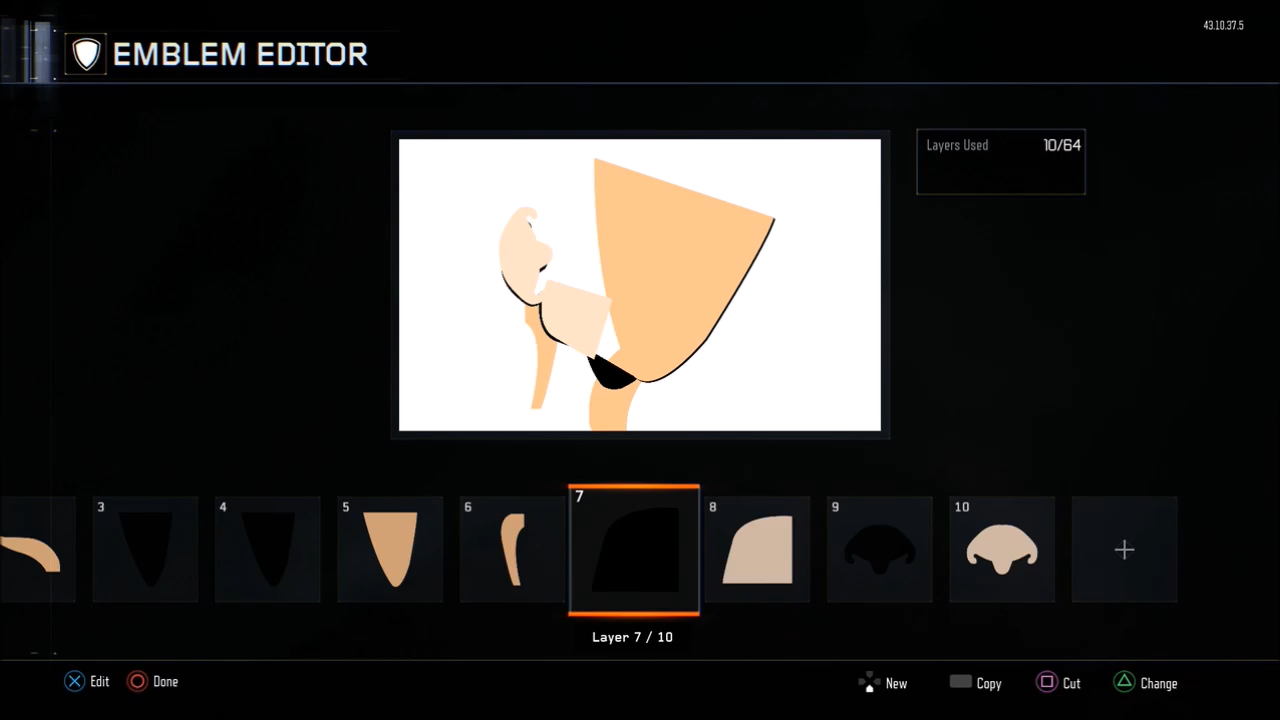 43.10.37.5
EMBLEM EDITOR
Layers Used 10/64
3 4 5 6 7 8 9 10
Layer 7 / 10
Edit Done New Copy Cut Change